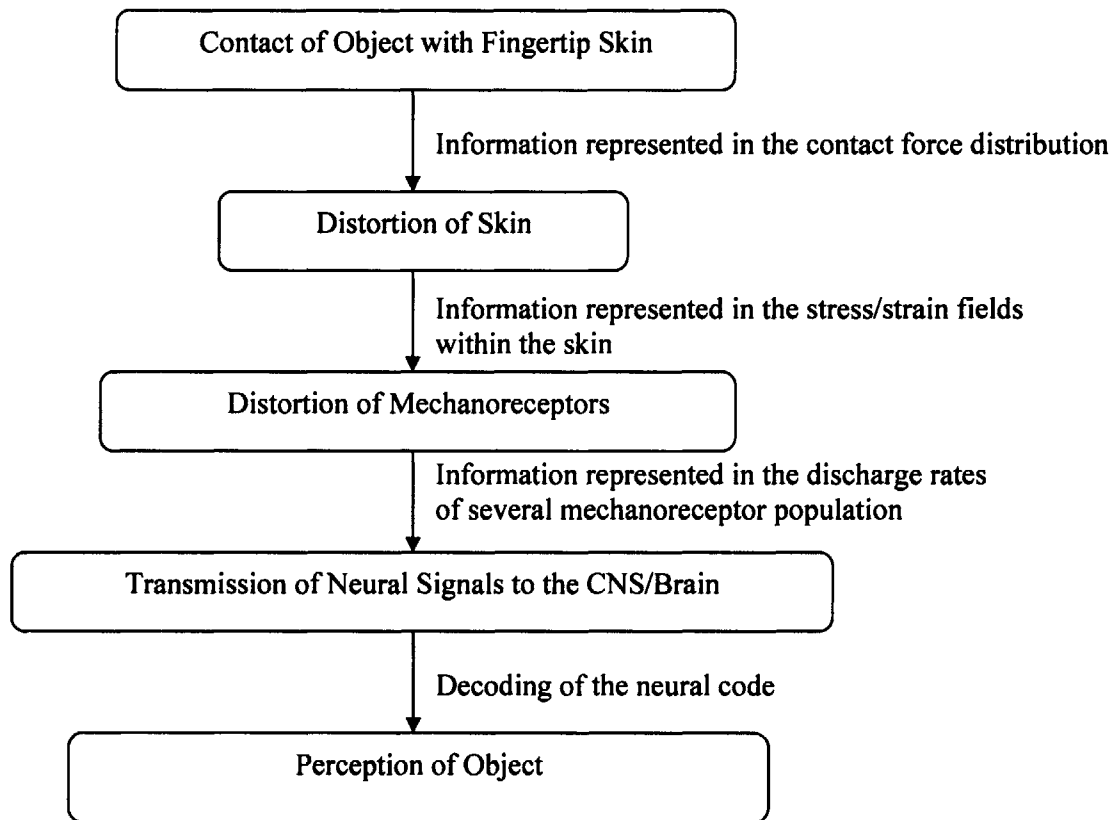 Contact of Object with Fingertip Skin
Information represented in the contact force distribution
Distortion of Skin
Information represented in the stress/strain fields
within the skin
Distortion of Mechanoreceptors
Information represented in the discharge rates
of several mechanoreceptor population
Transmission of Neural Signals to the CNS/Brain
Decoding of the neural code
Perception of Object